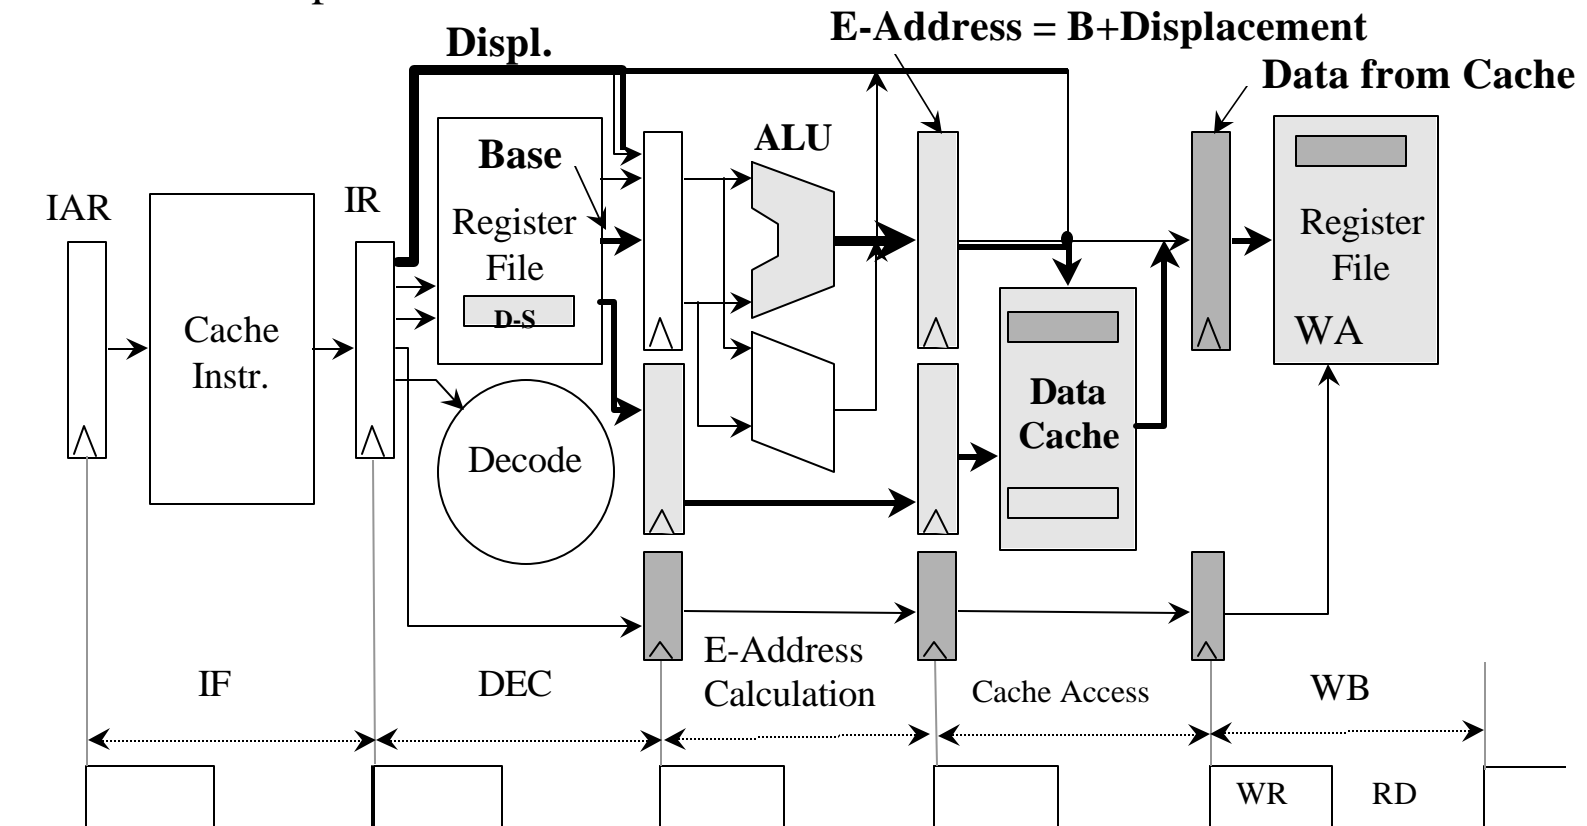 E-Address = B+Displacement
Displ.
Data from Cache
ALU
Base
IAR
IR
Register
File
D-S
Register
File
WA
Cache
Instr.
Data
Cache
Decode
E-Address
Calculation
IF
DEC
Cache Access
WB
WR
RD